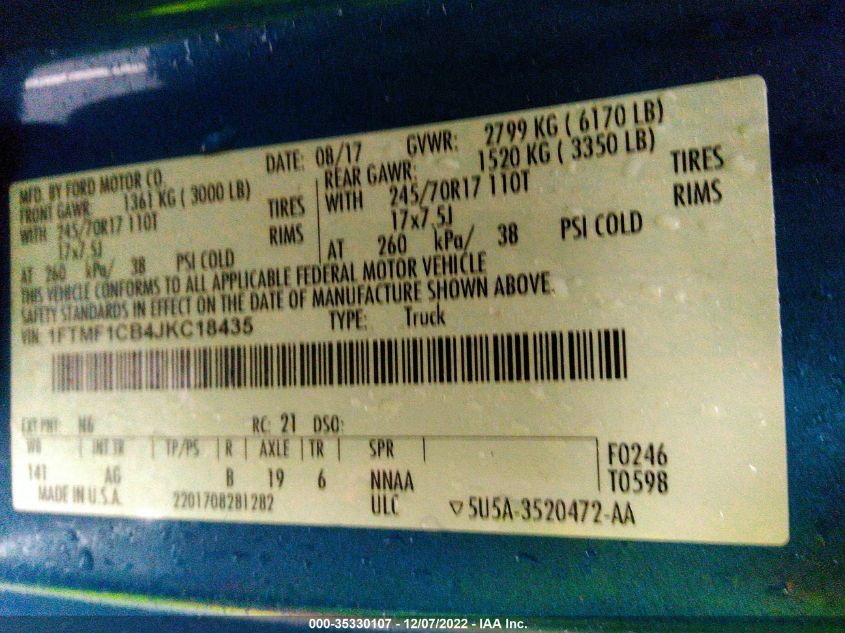 MFD. BY FORD MOTOR CO. DATE: 08/17 GVWR: 2799 KG ( 6170 LB)
FRONT GAWR: 1361 KG ( 3000 LB) REAR GAWR: 1520 KG ( 3350 LB)
WITH 245/70R17 110T TIRES WITH 245/70R17 110T TIRES
17x7.5J RIMS 17x7.5J RIMS
AT 260 kPa/ 38 PSI COLD AT 260 kPa/ 38 PSI COLD
THIS VEHICLE CONFORMS TO ALL APPLICABLE FEDERAL MOTOR VEHICLE
SAFETY STANDARDS IN EFFECT ON THE DATE OF MANUFACTURE SHOWN ABOVE.
VIN: 1FTMF1CB4JKC18435 TYPE: Truck
EXT PNT: N6 RC: 21 DSO:
WB INT TR TP/PS R AXLE TR SPR F0246
141 AG B 19 6 NNAA T0598
MADE IN U.S.A. 2201708281282 ULC ▽5U5A-3520472-AA
000-35330107 - 12/07/2022 - IAA Inc.